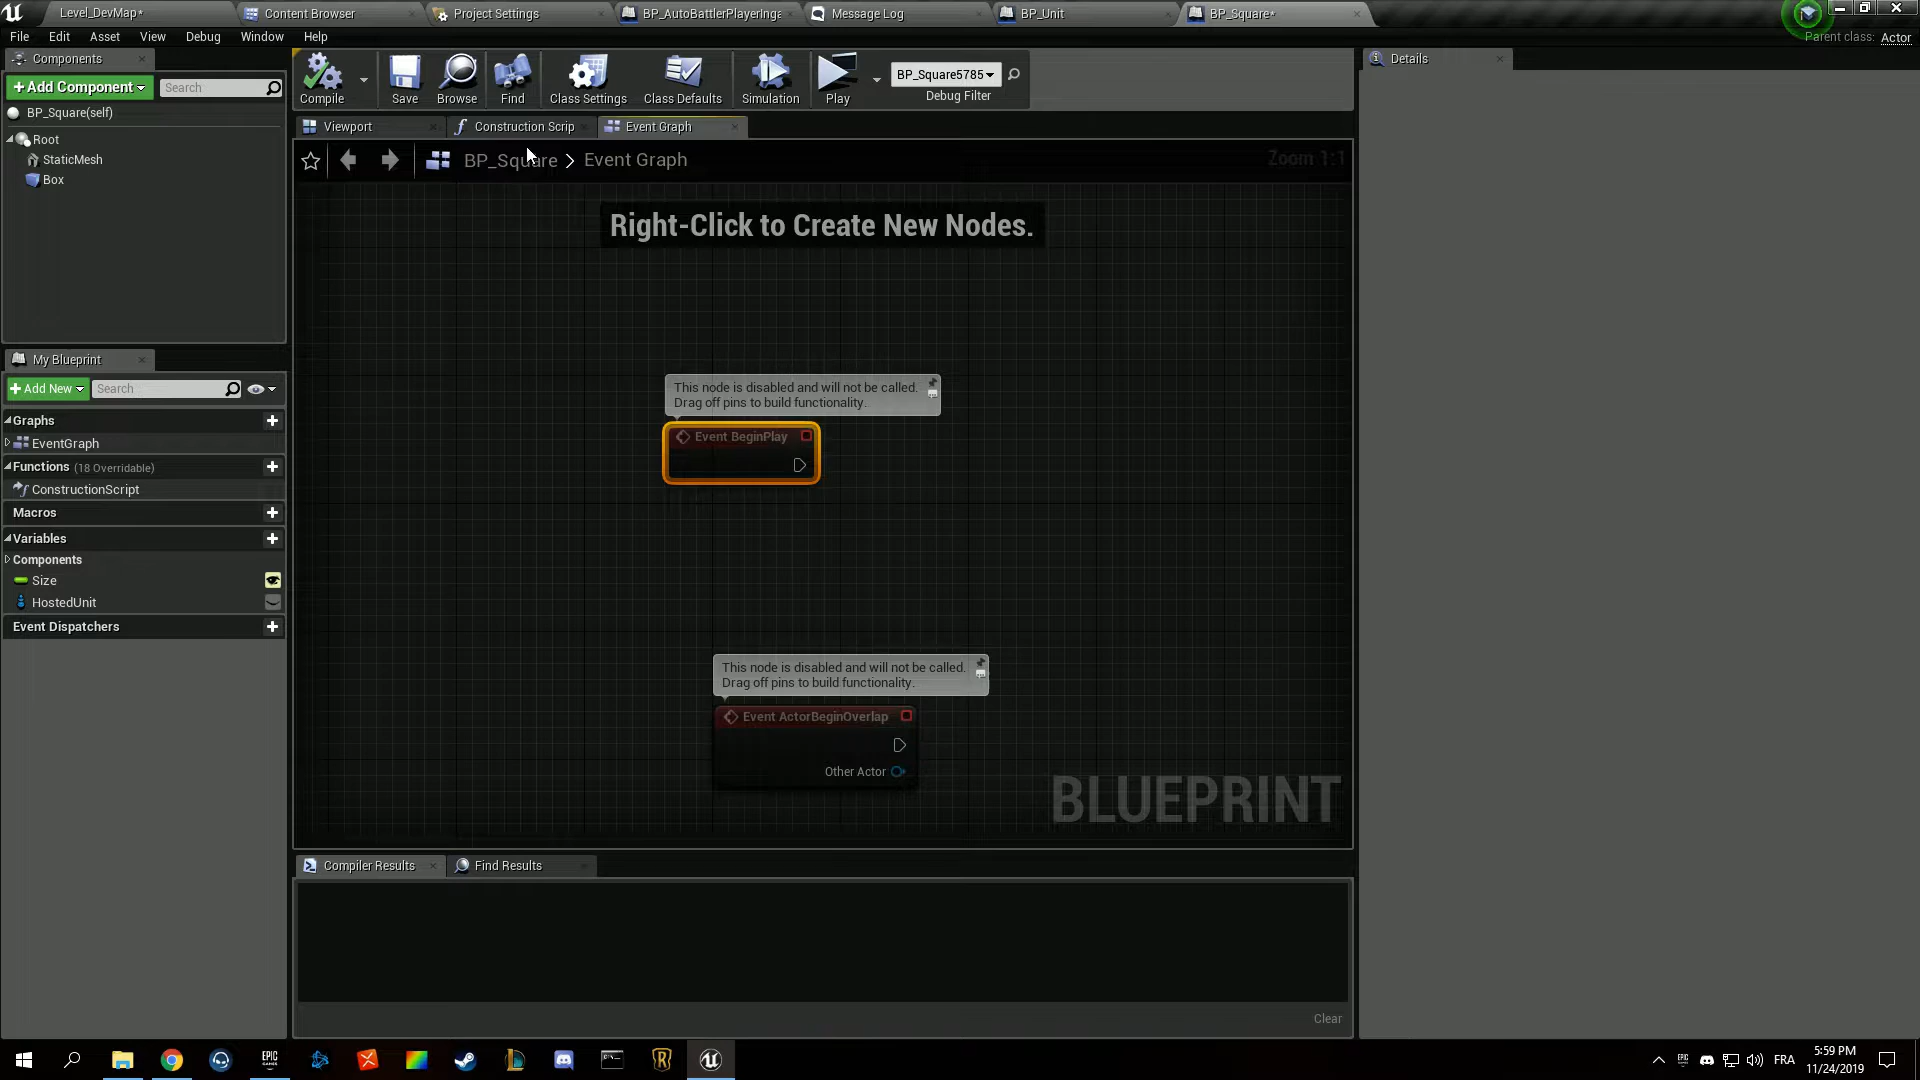 Level_DevMap*
Content Browser
Project Settings
BP_AutoBattlerPlayerInga
Message Log
BP_Unit
BP_Square*
File Edit Asset View Debug Window Help
Parent class: Actor
Components
+Add Component
Search
BP_Square(self)
Root
StaticMesh
Box
Compile
Save
Browse
Find
Class Settings
Class Defaults
Simulation
Play
BP_Square5785
Debug Filter
Details
Viewport
Construction Scrip
Event Graph
BP_Square > Event Graph
Zoom 1:1
Right-Click to Create New Nodes.
My Blueprint
+Add New
Search
Graphs
EventGraph
Functions (18 Overridable)
ConstructionScript
Macros
Variables
Components
Size
HostedUnit
Event Dispatchers
This node is disabled and will not be called.
Drag off pins to build functionality.
Event BeginPlay
This node is disabled and will not be called.
Drag off pins to build functionality.
Event ActorBeginOverlap
Other Actor
BLUEPRINT
Compiler Results
Find Results
Clear
EPIC GAMES
FRA
5:59 PM
11/24/2019